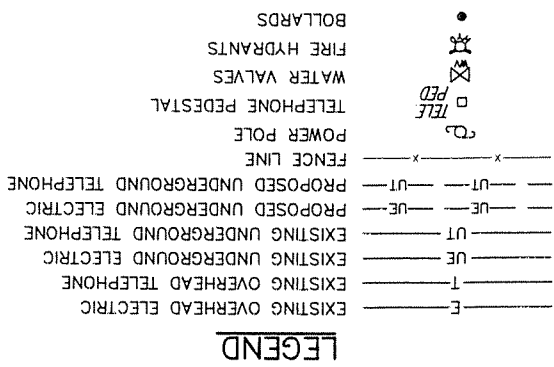 LEGEND
E EXISTING OVERHEAD ELECTRIC
T EXISTING OVERHEAD TELEPHONE
UE EXISTING UNDERGROUND ELECTRIC
UT EXISTING UNDERGROUND TELEPHONE
UE UE PROPOSED UNDERGROUND ELECTRIC
UT UT PROPOSED UNDERGROUND TELEPHONE
x x FENCE LINE
POWER POLE
TELE PED TELEPHONE PEDESTAL
WV WATER VALVES
FIRE HYDRANTS
BOLLARDS